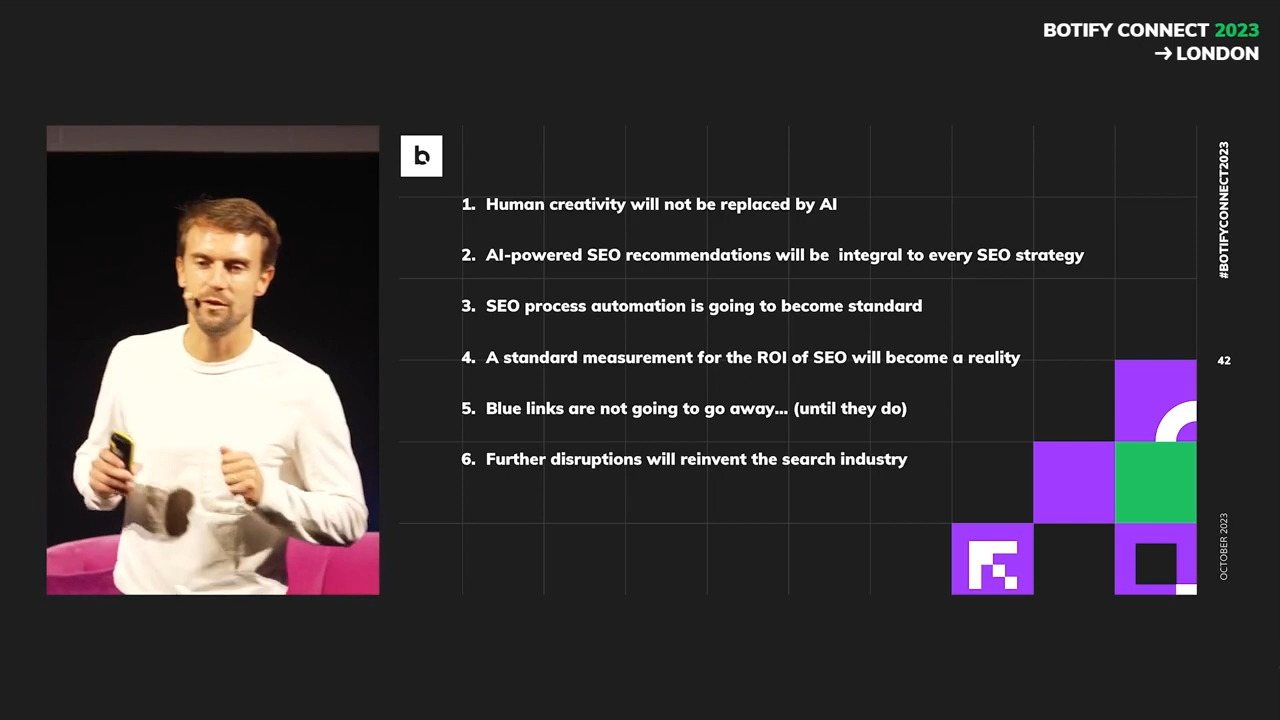 BOTIFY CONNECT 2023
→ LONDON
b
1. Human creativity will not be replaced by AI
2. AI-powered SEO recommendations will be  integral to every SEO strategy
3. SEO process automation is going to become standard
4. A standard measurement for the ROI of SEO will become a reality
5. Blue links are not going to go away... (until they do)
6. Further disruptions will reinvent the search industry
#BOTIFYCONNECT2023
42
OCTOBER 2023